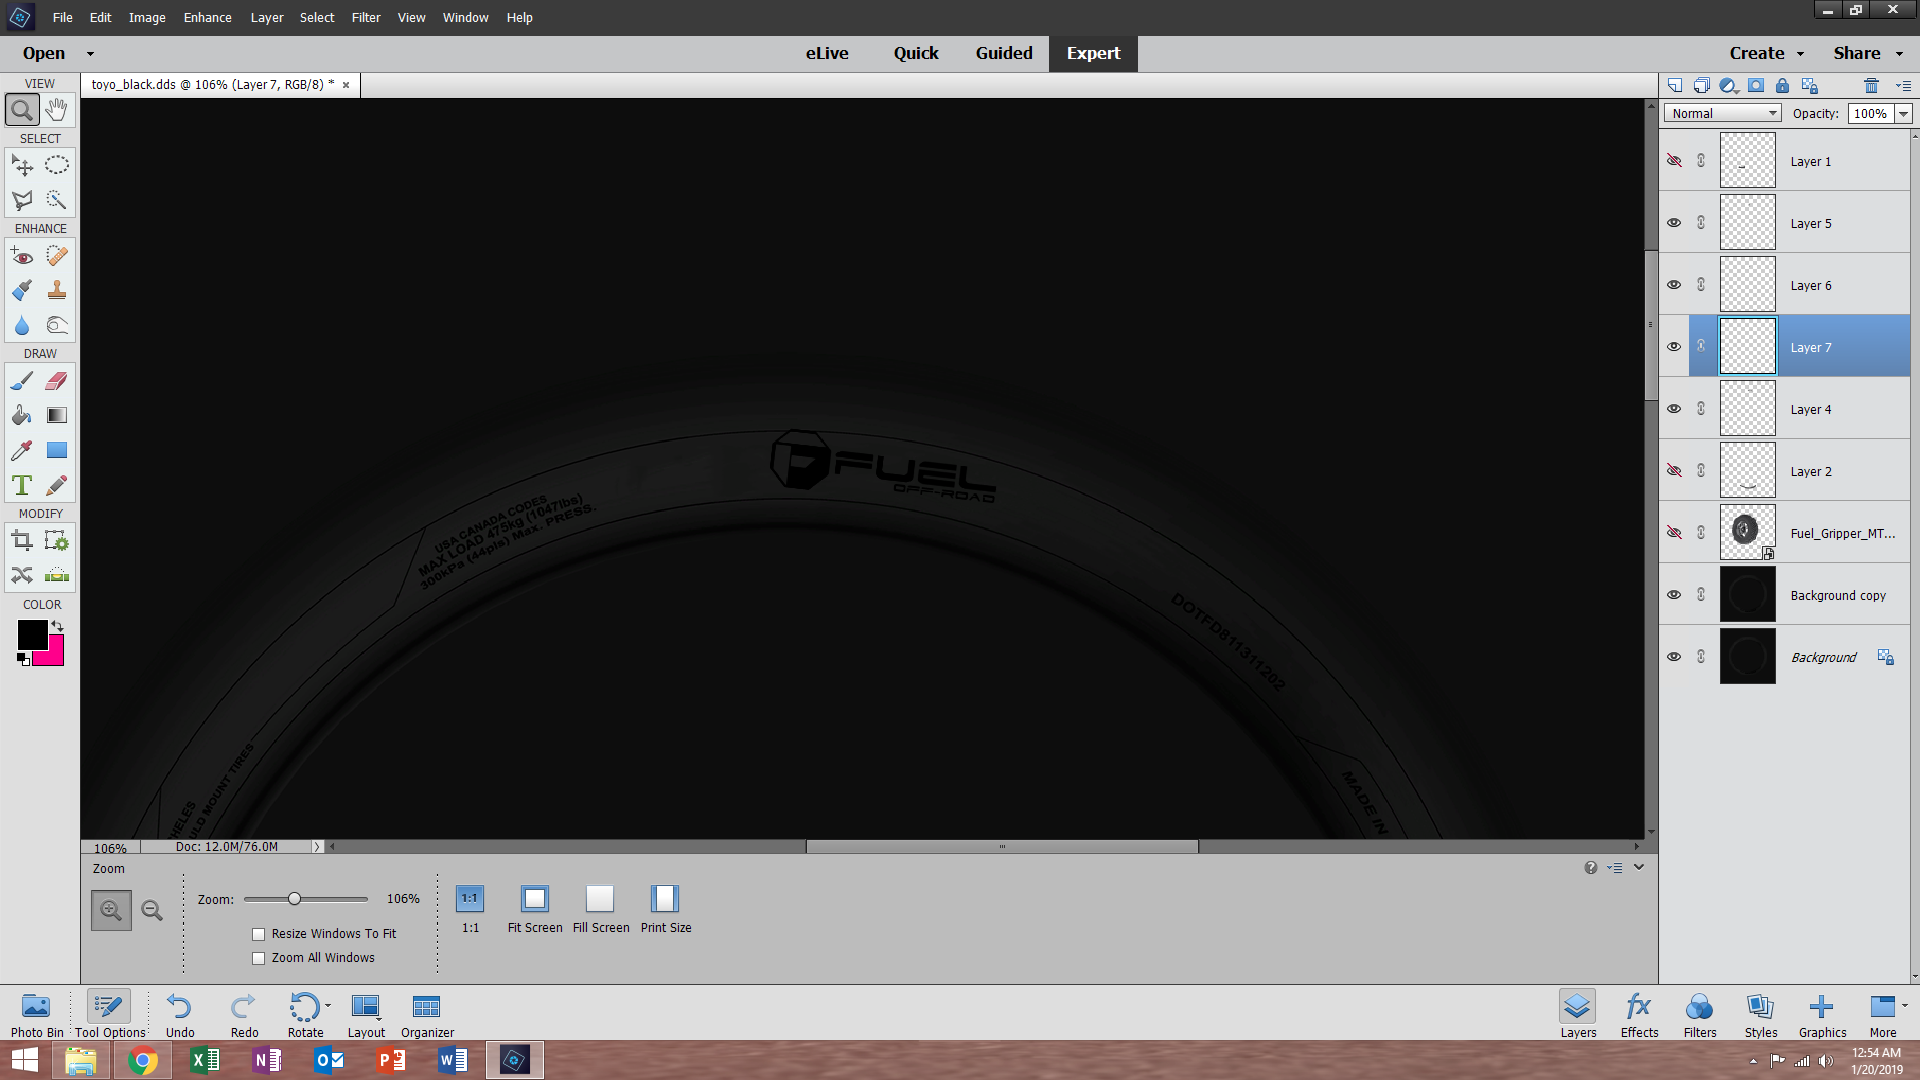 File Edit Image Enhance Layer Select Filter View Window Help
Open eLive Quick Guided Expert Create Share
toyo_black.dds @ 106% (Layer 7, RGB/8) * ×
VIEW
SELECT
ENHANCE
DRAW
T
MODIFY
COLOR
Normal Opacity: 100%
Layer 1
Layer 5
Layer 6
Layer 7
Layer 4
Layer 2
Fuel_Gripper_MT...
Background copy
Background
FUEL
OFF-ROAD
USA CANADA CODES
MAX LOAD 475kg (1047lbs)
300kPa (44pis) Max. PRESS.
DOTFD811311202
MADE IN
HELES
ULD MOUNT TIRES
106% Doc: 12.0M/76.0M
Zoom
Zoom: 106%
Resize Windows To Fit
Zoom All Windows
1:1
1:1 Fit Screen Fill Screen Print Size
Photo Bin Tool Options Undo Redo Rotate Layout Organizer
Layers Effects Filters Styles Graphics More
12:54 AM
1/20/2019